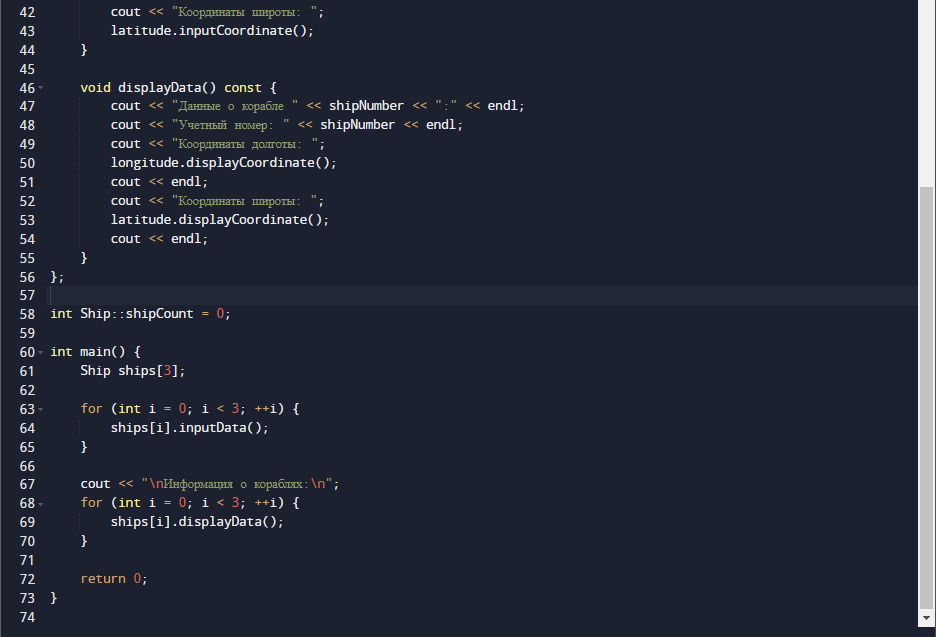 42 cout << "Координаты широты: ";
43 latitude.inputCoordinate();
44 }
45
46 void displayData() const {
47 cout << "Данные о корабле " << shipNumber << ":" << endl;
48 cout << "Учетный номер: " << shipNumber << endl;
49 cout << "Координаты долготы: ";
50 longitude.displayCoordinate();
51 cout << endl;
52 cout << "Координаты широты: ";
53 latitude.displayCoordinate();
54 cout << endl;
55 }
56 };
57
58 int Ship::shipCount = 0;
59
60 int main() {
61 Ship ships[3];
62
63 for (int i = 0; i < 3; ++i) {
64 ships[i].inputData();
65 }
66
67 cout << "\nИнформация о кораблях:\n";
68 for (int i = 0; i < 3; ++i) {
69 ships[i].displayData();
70 }
71
72 return 0;
73 }
74